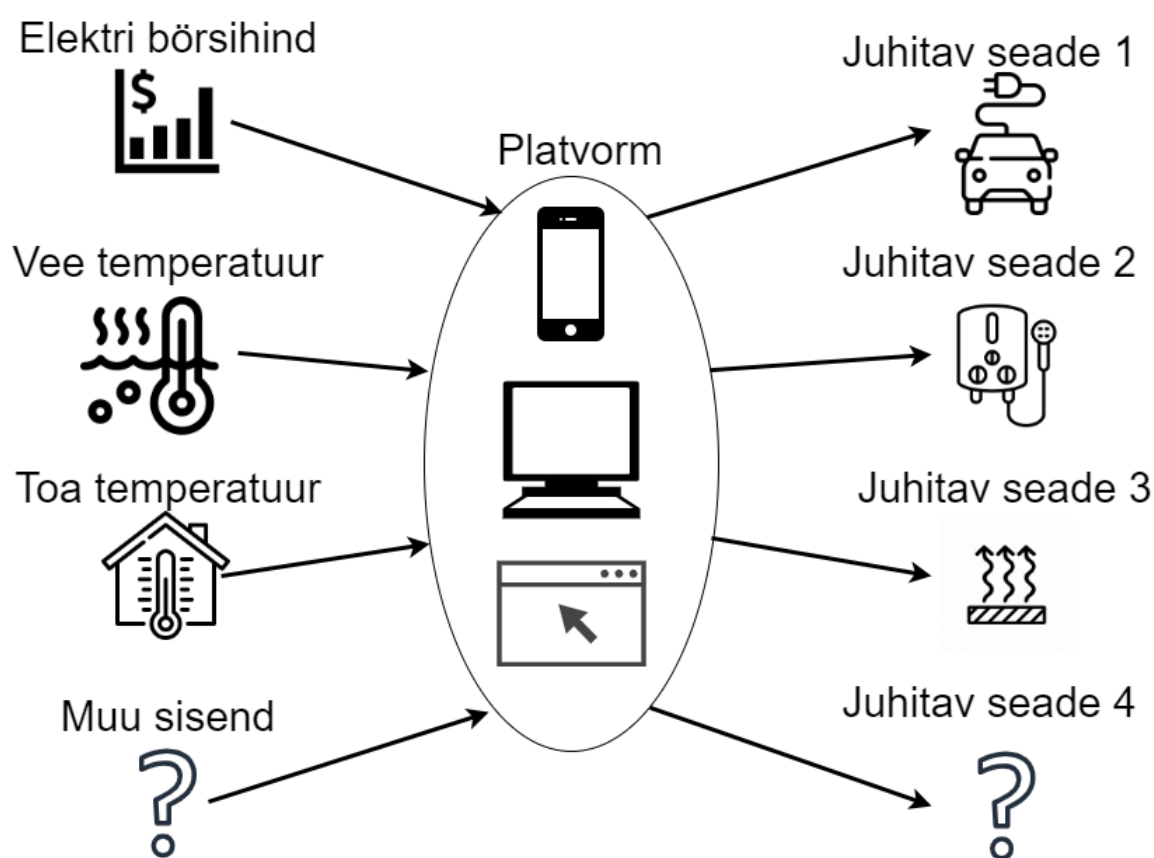 Elektri börsihind
Juhitav seade 1
Platvorm
Vee temperatuur
Juhitav seade 2
Toa temperatuur
Juhitav seade 3
Muu sisend
Juhitav seade 4